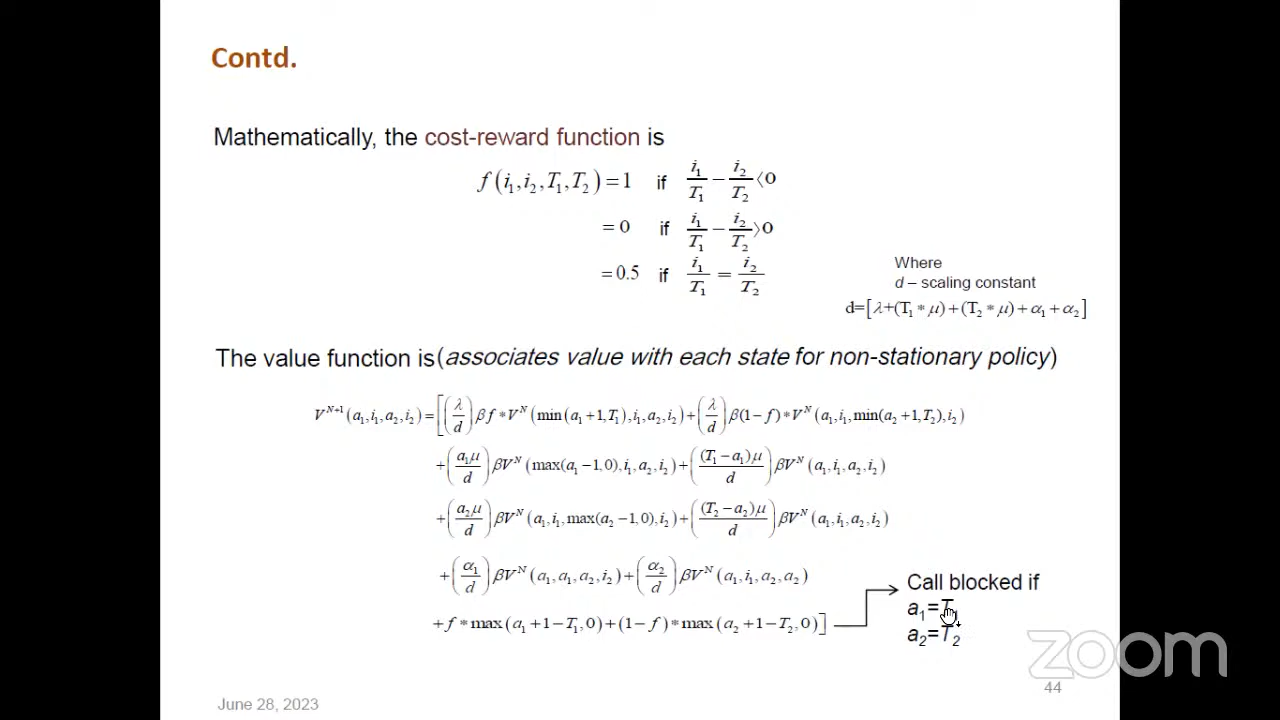 Contd.
Mathematically, the cost-reward function is
f(i₁,i₂,T₁,T₂)=1 if i₁/T₁ − i₂/T₂ ⟨0
=0 if i₁/T₁ − i₂/T₂ ⟩0
=0.5 if i₁/T₁ = i₂/T₂
Where
d – scaling constant
d=[λ+(T₁*μ)+(T₂*μ)+α₁+α₂]
The value function is(associates value with each state for non-stationary policy)
V^{N+1}(a₁,i₁,a₂,i₂)=[(λ/d)βf*V^N(min(a₁+1,T₁),i₁,a₂,i₂)+(λ/d)β(1−f)*V^N(a₁,i₁,min(a₂+1,T₂),i₂)
+(a₁μ/d)βV^N(max(a₁−1,0),i₁,a₂,i₂)+((T₁−a₁)μ/d)βV^N(a₁,i₁,a₂,i₂)
+(a₂μ/d)βV^N(a₁,i₁,max(a₂−1,0),i₂)+((T₂−a₂)μ/d)βV^N(a₁,i₁,a₂,i₂)
+(α₁/d)βV^N(a₁,a₁,a₂,i₂)+(α₂/d)βV^N(a₁,i₁,a₂,a₂)
+f*max(a₁+1−T₁,0)+(1−f)*max(a₂+1−T₂,0)]
Call blocked if
a₁=T₁
a₂=T₂
zoom
44
June 28, 2023